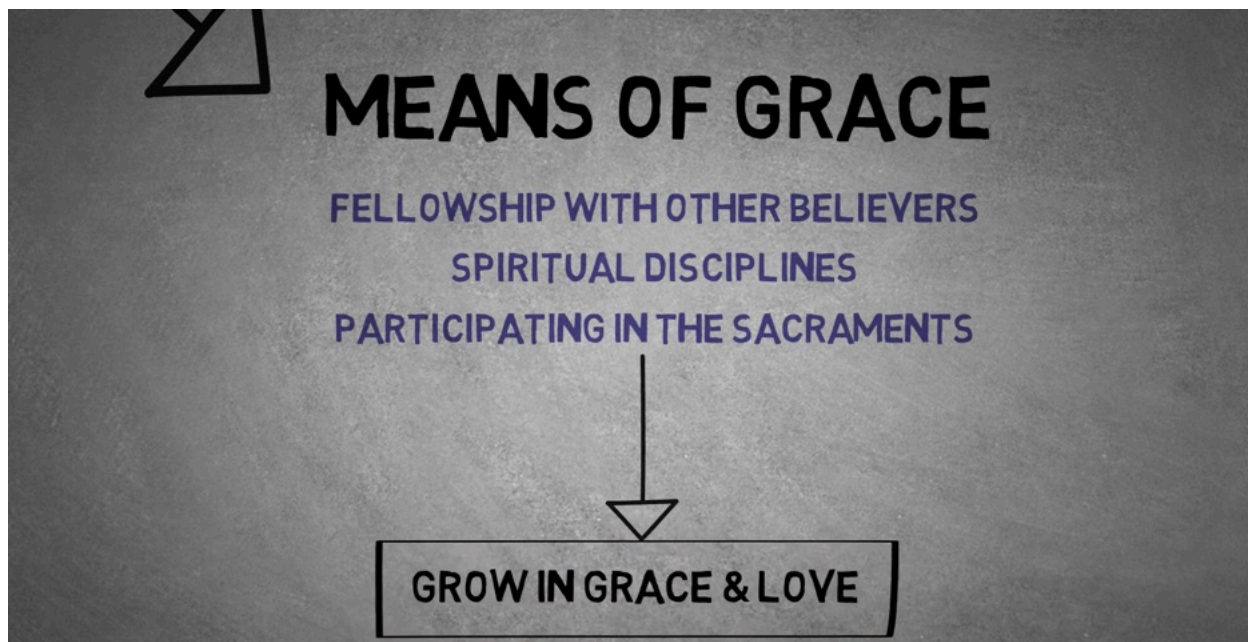 MEANS OF GRACE
FELLOWSHIP WITH OTHER BELIEVERS
SPIRITUAL DISCIPLINES
PARTICIPATING IN THE SACRAMENTS
GROW IN GRACE & LOVE